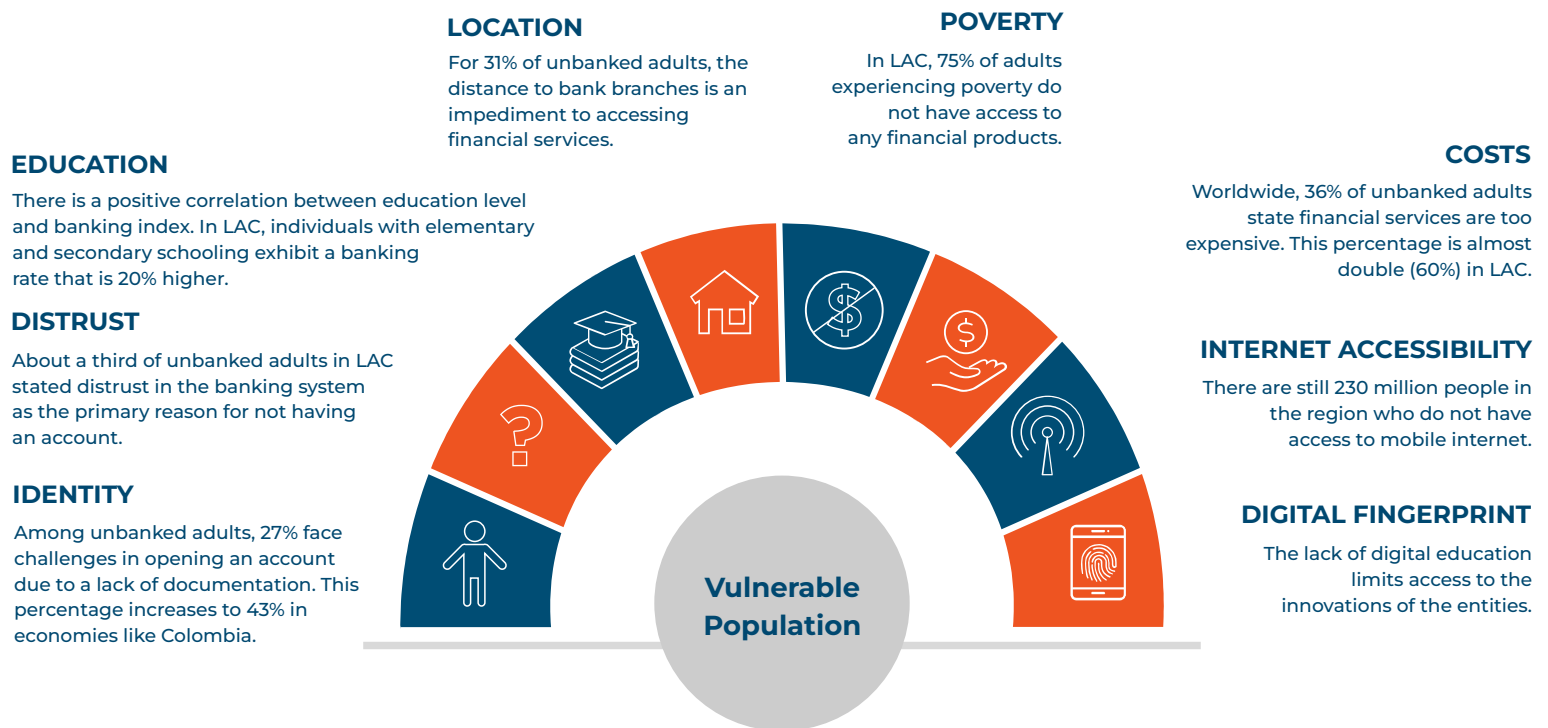 LOCATION
For 31% of unbanked adults, the
distance to bank branches is an
impediment to accessing
financial services.
POVERTY
In LAC, 75% of adults
experiencing poverty do
not have access to
any financial products.
EDUCATION
There is a positive correlation between education level
and banking index. In LAC, individuals with elementary
and secondary schooling exhibit a banking
rate that is 20% higher.
COSTS
Worldwide, 36% of unbanked adults
state financial services are too
expensive. This percentage is almost
double (60%) in LAC.
DISTRUST
About a third of unbanked adults in LAC
stated distrust in the banking system
as the primary reason for not having
an account.
INTERNET ACCESSIBILITY
There are still 230 million people in
the region who do not have
access to mobile internet.
IDENTITY
Among unbanked adults, 27% face
challenges in opening an account
due to a lack of documentation. This
percentage increases to 43% in
economies like Colombia.
DIGITAL FINGERPRINT
The lack of digital education
limits access to the
innovations of the entities.
Vulnerable
Population